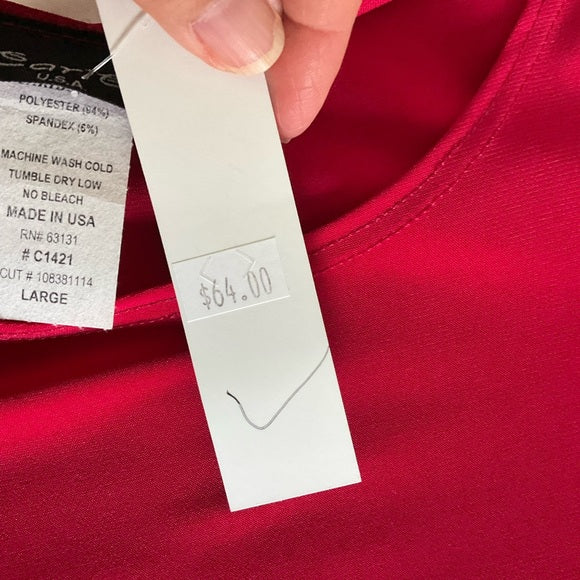 U.S.A
POLYESTER (94%)
SPANDEX (6%)
MACHINE WASH COLD
TUMBLE DRY LOW
NO BLEACH
MADE IN USA
RN# 63131
# C1421
CUT # 108381114
LARGE
$64.00